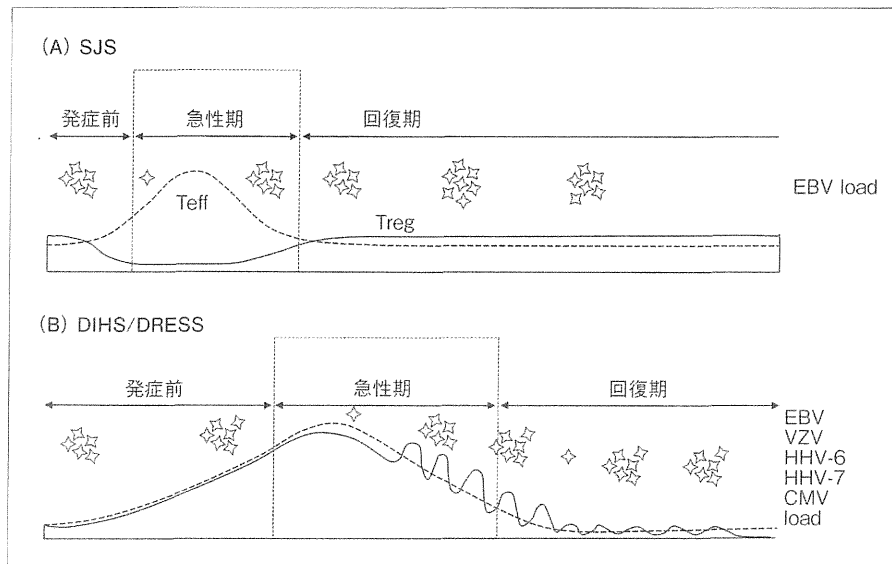 (A) SJS
発症前
急性期
回復期
EBV load
Teff
Treg
(B) DIHS/DRESS
発症前
急性期
回復期
EBV
VZV
HHV-6
HHV-7
CMV
load